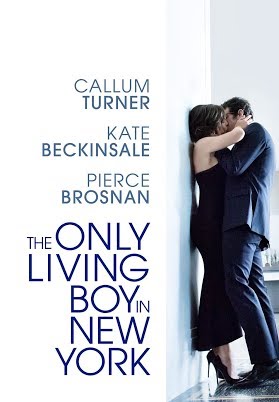 CALLUM
TURNER
KATE
BECKINSALE
PIERCE
BROSNAN
THE ONLY
LIVING
BOY IN
NEW
YORK